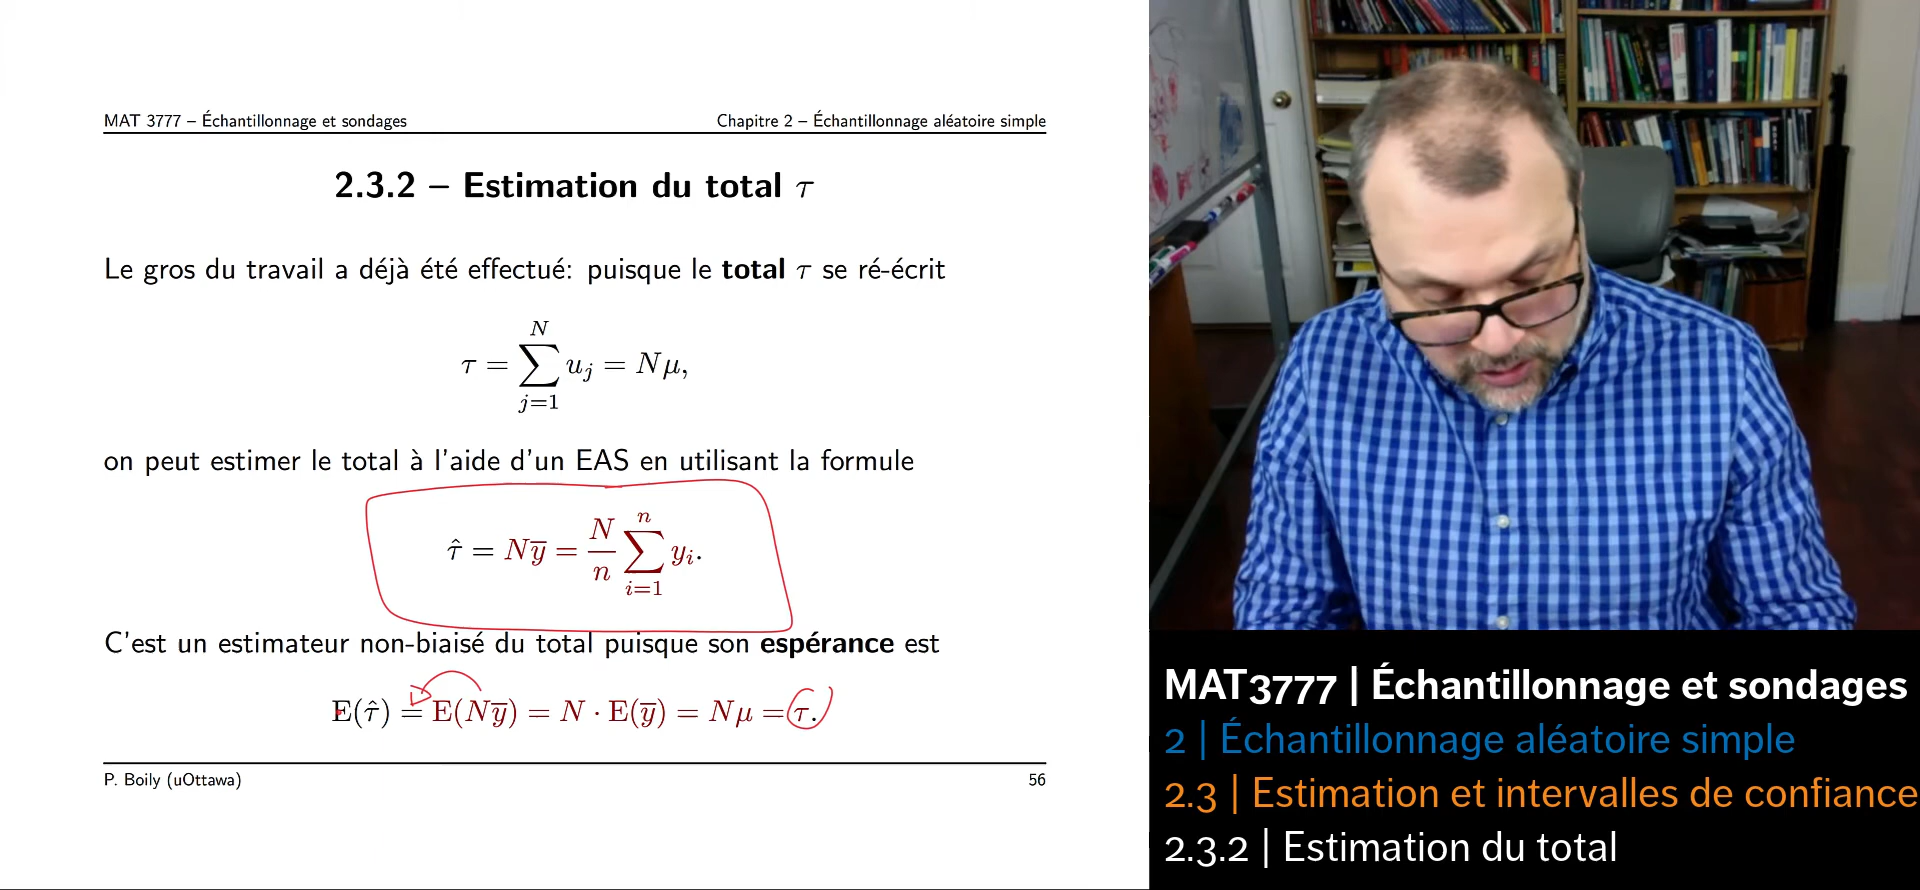 MAT 3777 – Échantillonnage et sondages
Chapitre 2 – Échantillonnage aléatoire simple
2.3.2 – Estimation du total τ
Le gros du travail a déjà été effectué: puisque le total τ se ré-écrit
τ = ∑_{j=1}^{N} u_j = Nμ,
on peut estimer le total à l'aide d'un EAS en utilisant la formule
τ̂ = Ny̅ = N/n ∑_{i=1}^{n} y_i.
C'est un estimateur non-biaisé du total puisque son espérance est
E(τ̂) = E(Ny̅) = N · E(y̅) = Nμ = τ.
P. Boily (uOttawa)
56
MAT3777 | Échantillonnage et sondages
2 | Échantillonnage aléatoire simple
2.3 | Estimation et intervalles de confiance
2.3.2 | Estimation du total